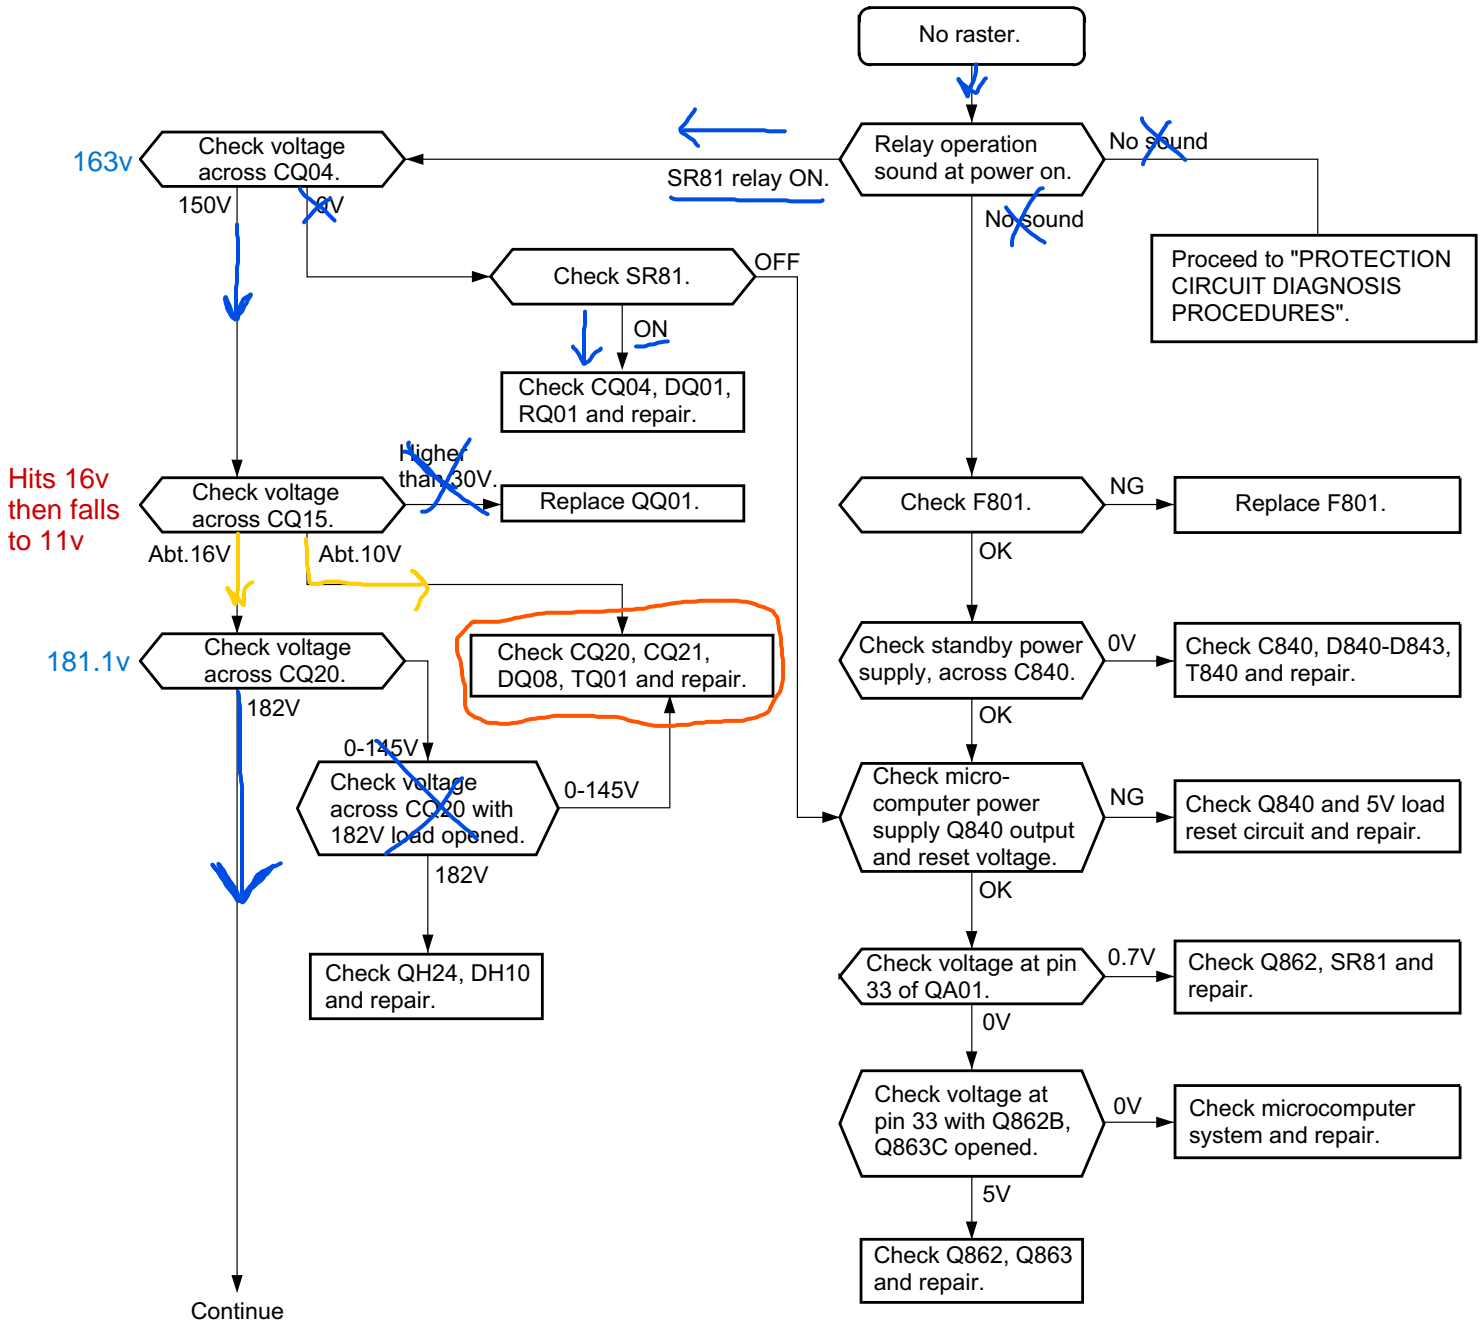 No raster.
Relay operation
sound at power on.
No sound
No sound
SR81 relay ON.
Proceed to "PROTECTION
CIRCUIT DIAGNOSIS
PROCEDURES".
163v
Check voltage
across CQ04.
150V
0V
Check SR81.
OFF
ON
Check CQ04, DQ01,
RQ01 and repair.
Hits 16v
then falls
to 11v
Check voltage
across CQ15.
Higher
than 30V.
Replace QQ01.
Abt.16V
Abt.10V
181.1v
Check voltage
across CQ20.
182V
Check CQ20, CQ21,
DQ08, TQ01 and repair.
0-145V
Check voltage
across CQ20 with
182V load opened.
0-145V
182V
Check QH24, DH10
and repair.
Continue
Check F801.
NG
Replace F801.
OK
Check standby power
supply, across C840.
0V
Check C840, D840-D843,
T840 and repair.
OK
Check micro-
computer power
supply Q840 output
and reset voltage.
NG
Check Q840 and 5V load
reset circuit and repair.
OK
Check voltage at pin
33 of QA01.
0.7V
Check Q862, SR81 and
repair.
0V
Check voltage at
pin 33 with Q862B,
Q863C opened.
0V
Check microcomputer
system and repair.
5V
Check Q862, Q863
and repair.